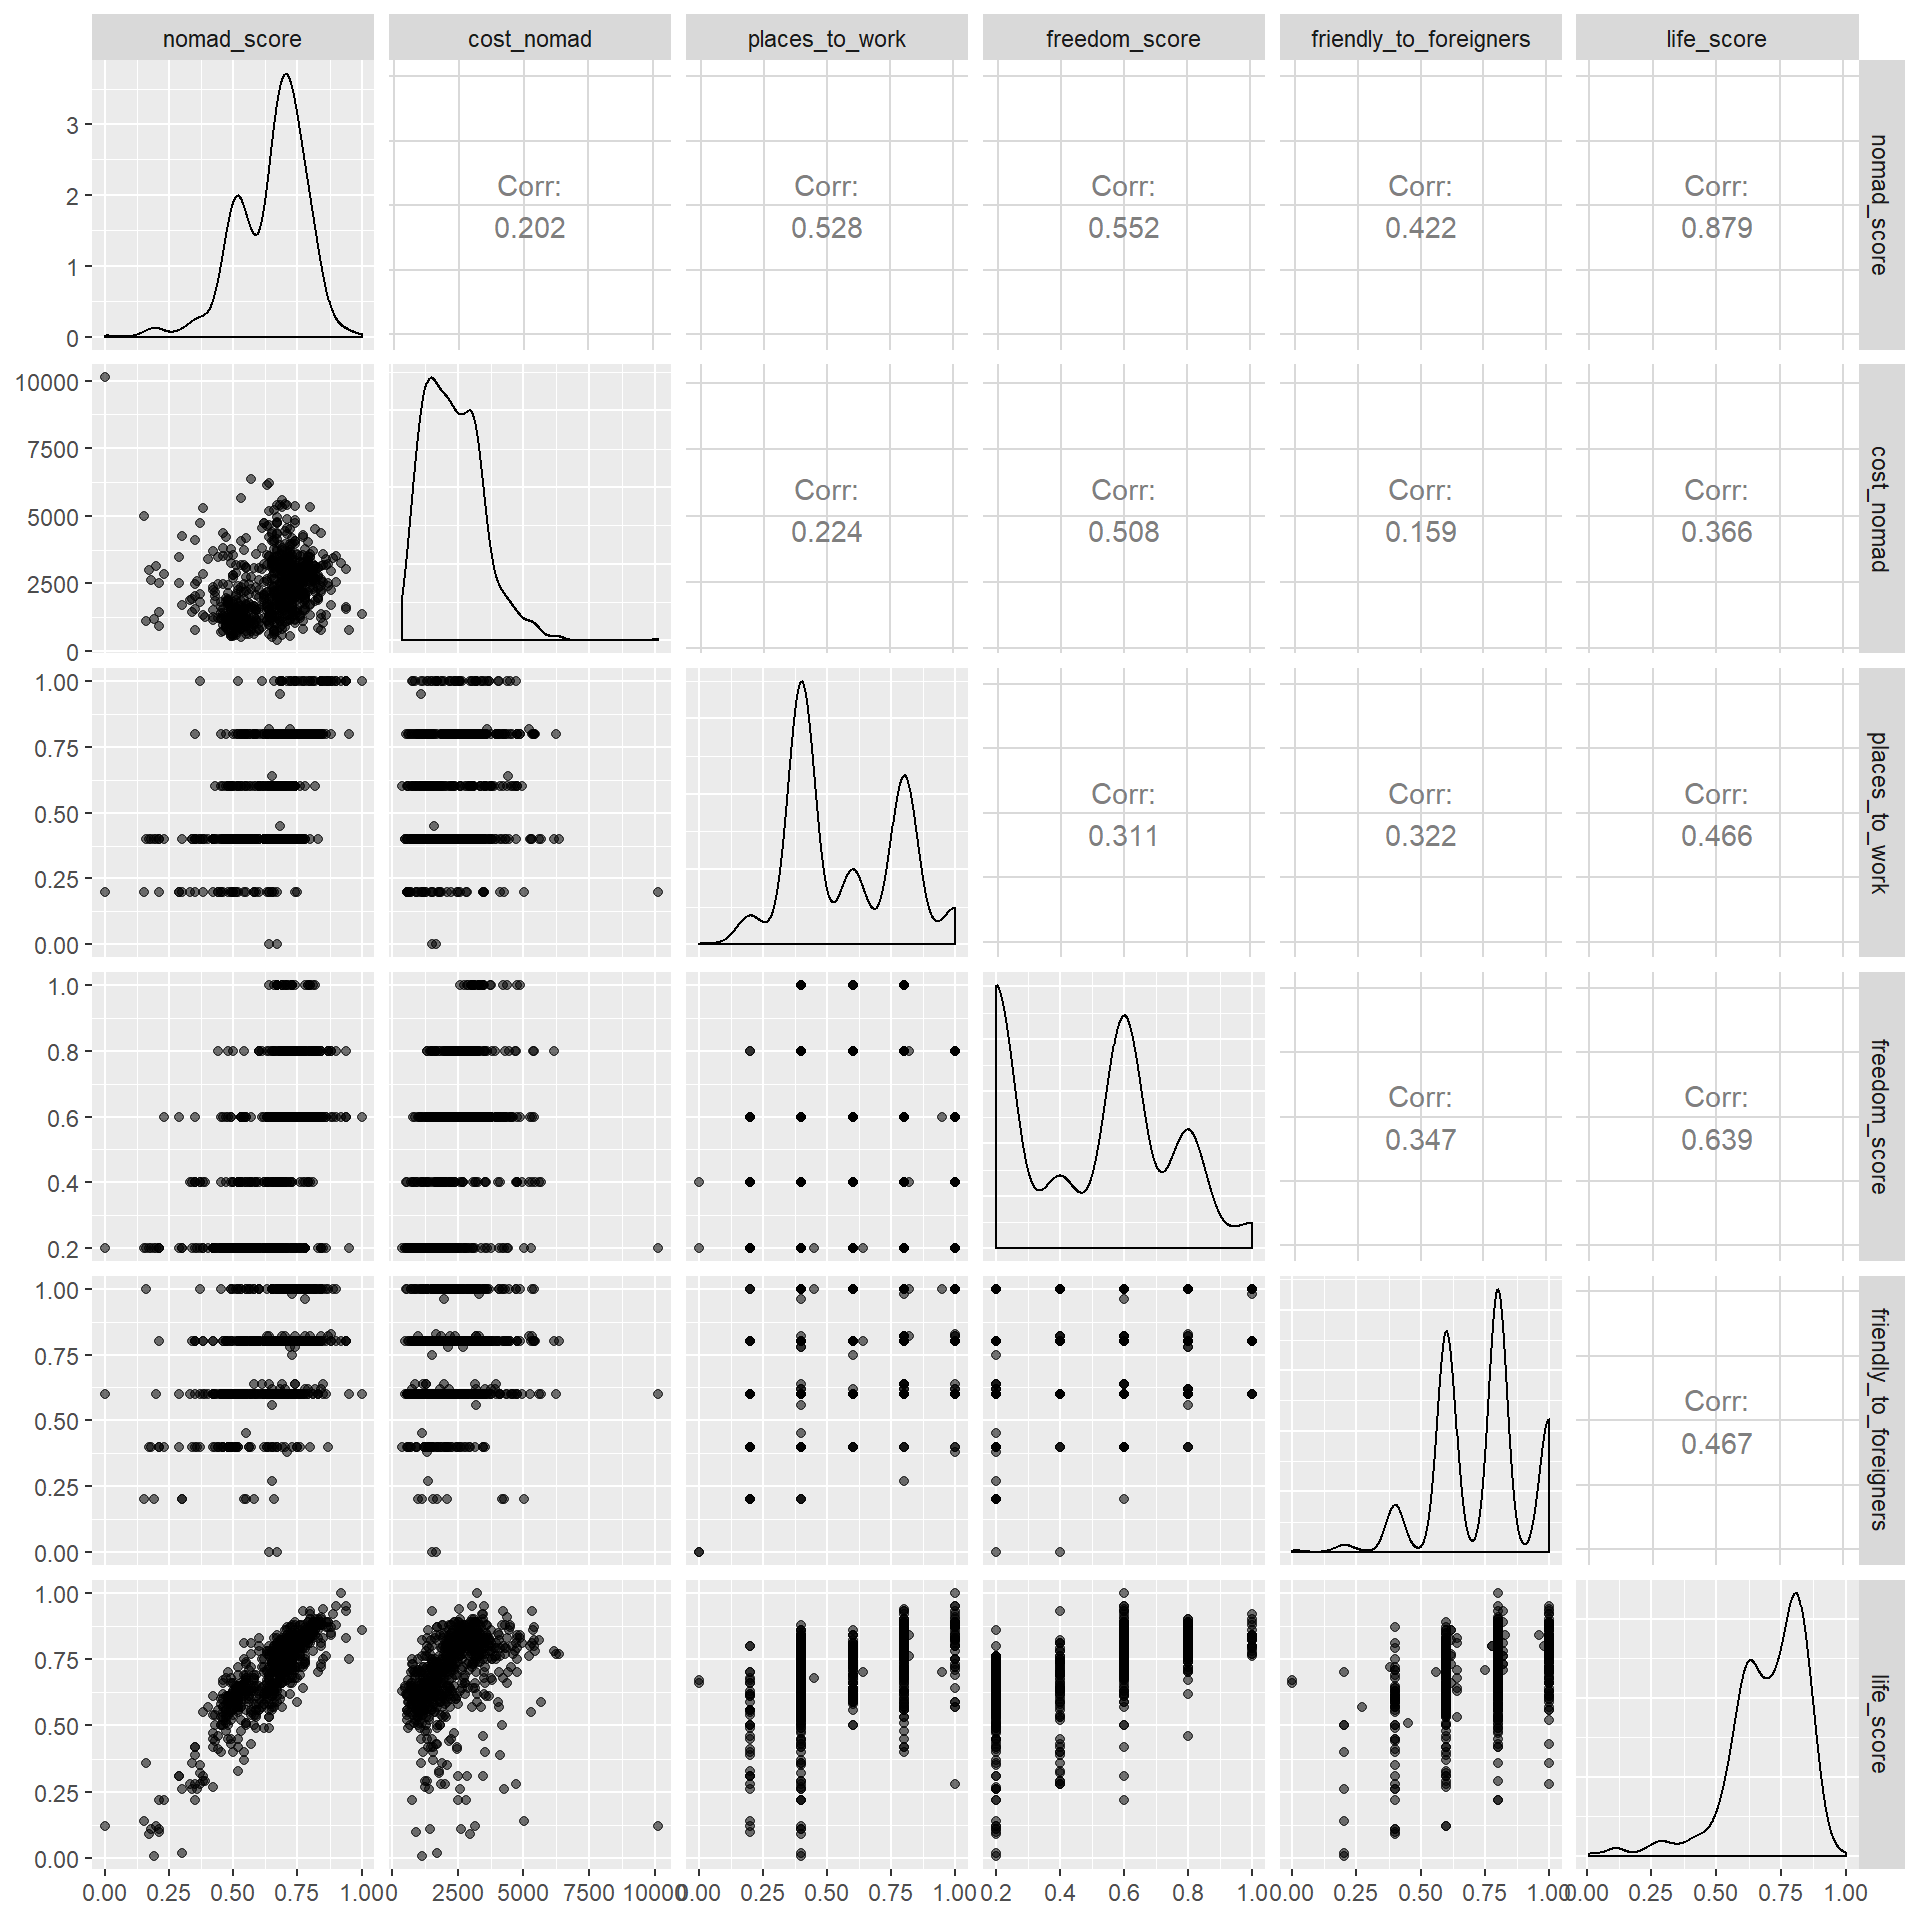 nomad_score
cost_nomad
places_to_work
freedom_score
friendly_to_foreigners
life_score
3
2
1
0
Corr:
0.202
Corr:
0.528
Corr:
0.552
Corr:
0.422
Corr:
0.879
nomad_score
10000
7500
5000
2500
0
Corr:
0.224
Corr:
0.508
Corr:
0.159
Corr:
0.366
cost_nomad
1.00
0.75
0.50
0.25
0.00
Corr:
0.311
Corr:
0.322
Corr:
0.466
places_to_work
1.0
0.8
0.6
0.4
0.2
Corr:
0.347
Corr:
0.639
freedom_score
1.00
0.75
0.50
0.25
0.00
Corr:
0.467
friendly_to_foreigners
1.00
0.75
0.50
0.25
0.00
life_score
0.00 0.25 0.50 0.75 1.00
0 2500 5000 7500 10000
0.00 0.25 0.50 0.75 1.00
0.2 0.4 0.6 0.8 1.0
0.00 0.25 0.50 0.75 1.00
0.00 0.25 0.50 0.75 1.00